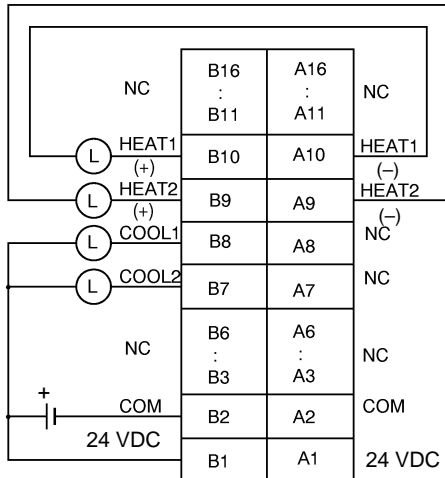 NC B16 A16 NC
: :
B11 A11
L HEAT1 B10 A10 HEAT1
(+) (–)
L HEAT2 B9 A9 HEAT2
(+) (–)
L COOL1 B8 A8 NC
L COOL2 B7 A7 NC
NC B6 A6 NC
: :
B3 A3
+ COM B2 A2 COM
24 VDC B1 A1 24 VDC